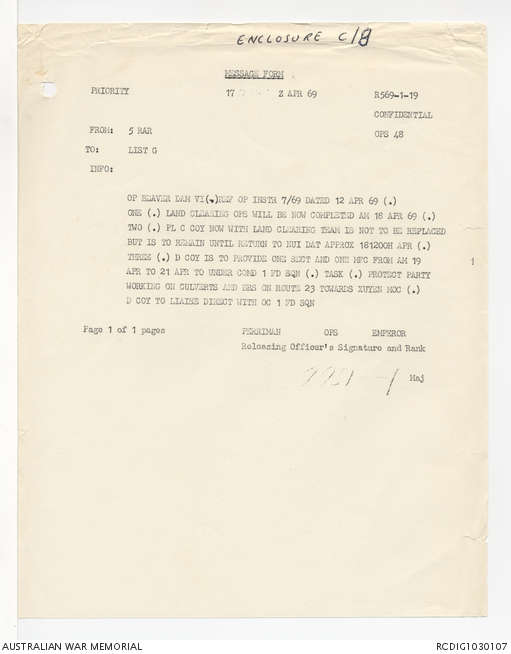 ENCLOSURE C/8
MESSAGE FORM
PRIORITY 17 Z APR 69 R569-1-19
CONFIDENTIAL
FROM: 5 RAR OPS 48
TO: LIST G
INFO:
OP BEAVER DAM VI(.)REF OP INSTR 7/69 DATED 12 APR 69 (.)
ONE (.) LAND CLEARING OPS WILL BE NOW COMPLETED AM 18 APR 69 (.)
TWO (.) PL C COY NOW WITH LAND CLEARING TEAM IS NOT TO BE REPLACED
BUT IS TO REMAIN UNTIL RETURN TO NUI DAT APPROX 181200H APR (.)
THREE (.) D COY IS TO PROVIDE ONE SECT AND ONE MFC FROM AM 19
APR TO 21 APR TO UNDER COMD 1 FD SQN (.) TASK (.) PROTECT PARTY
WORKING ON CULVERTS AND BRS ON ROUTE 23 TOWARDS XUYEN MOC (.)
D COY TO LIAISE DIRECT WITH OC 1 FD SQN
Page 1 of 1 pages PERRIMAN OPS EMPEROR
Releasing Officer's Signature and Rank
Maj
AUSTRALIAN WAR MEMORIAL RCDIG1030107